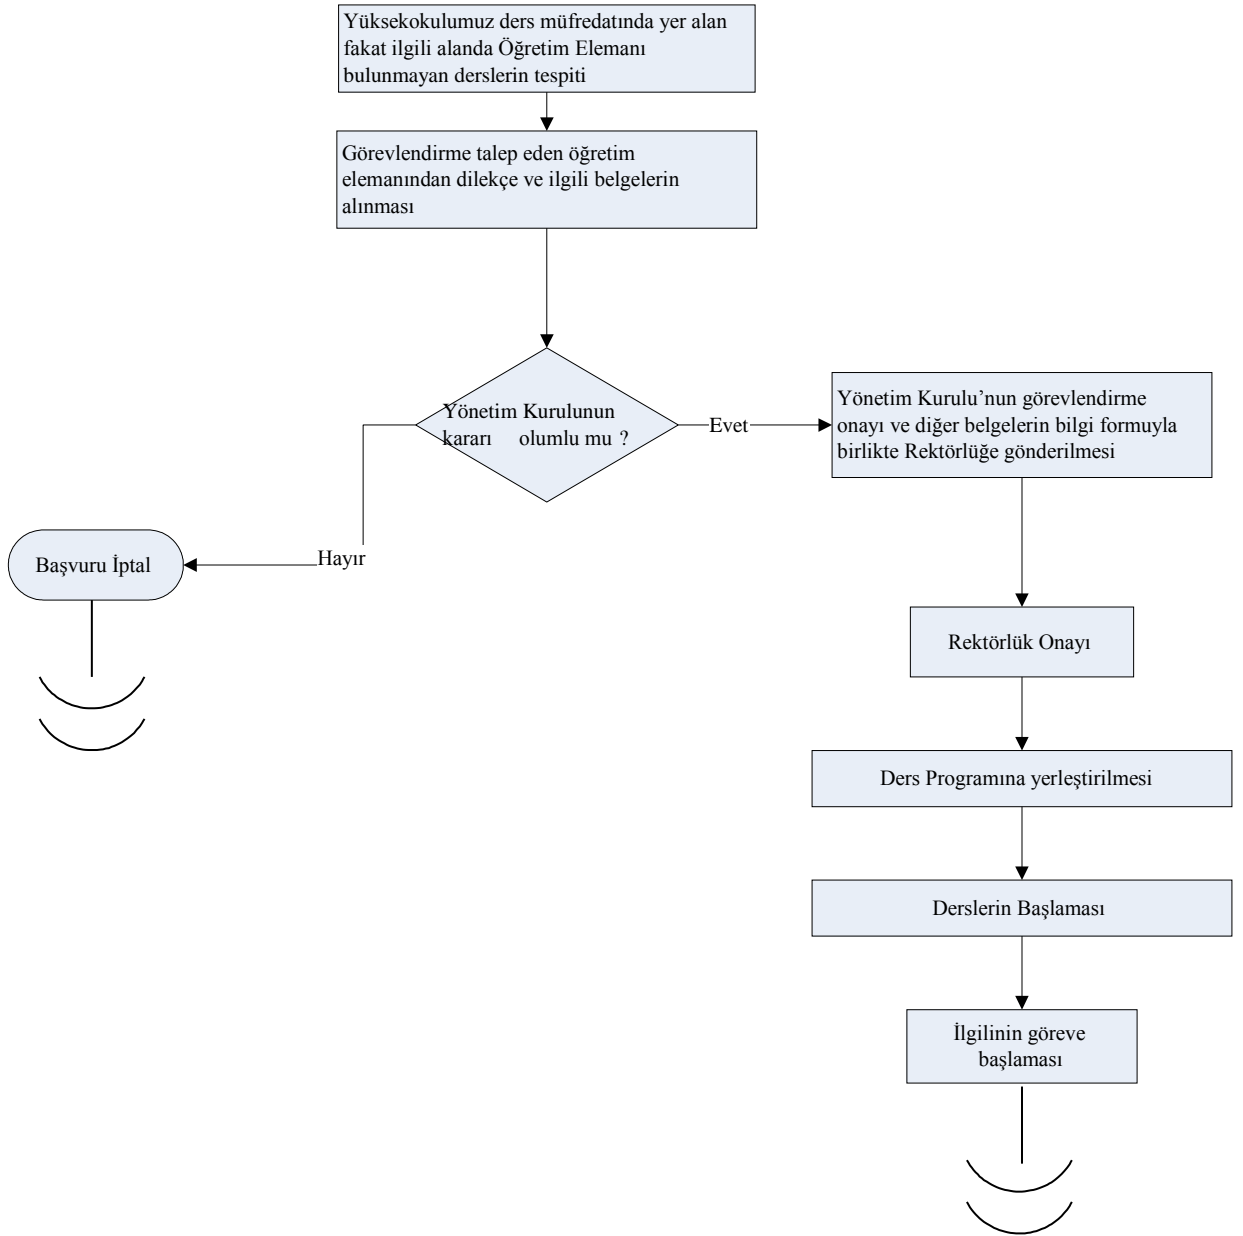 Yüksekokulumuz ders müfredatında yer alan
fakat ilgili alanda Öğretim Elemanı
bulunmayan derslerin tespiti
Görevlendirme talep eden öğretim
elemanından dilekçe ve ilgili belgelerin
alınması
Yönetim Kurulunun
kararı olumlu mu ?
Evet
Yönetim Kurulu’nun görevlendirme
onayı ve diğer belgelerin bilgi formuyla
birlikte Rektörlüğe gönderilmesi
Hayır
Başvuru İptal
Rektörlük Onayı
Ders Programına yerleştirilmesi
Derslerin Başlaması
İlgilinin göreve
başlaması